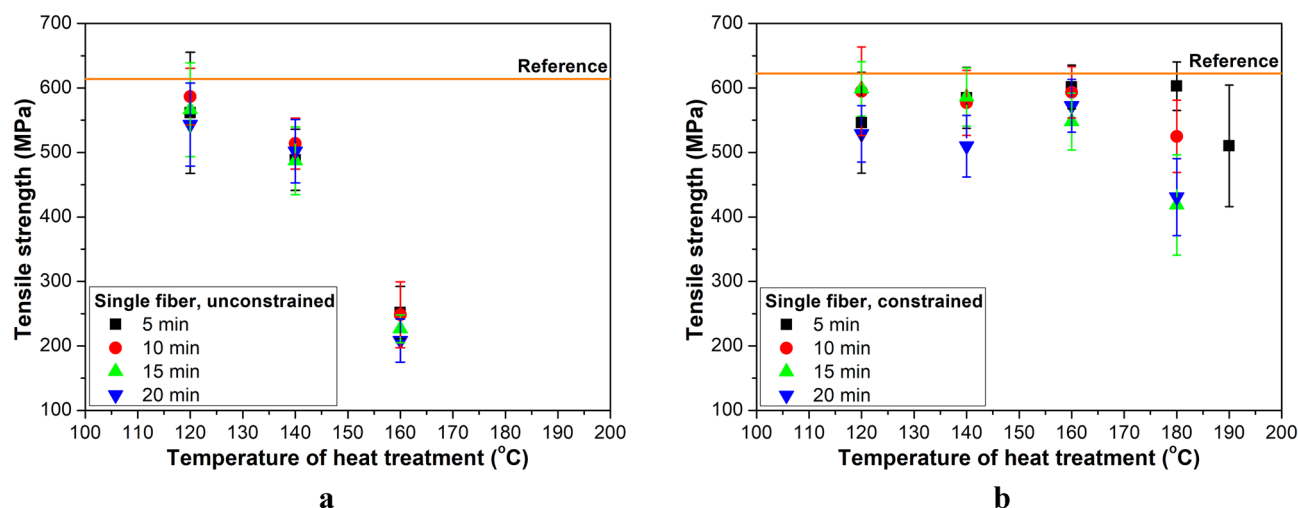 700
600
500
400
300
200
100
Tensile strength (MPa)
Reference
Single fiber, unconstrained
5 min
10 min
15 min
20 min
100 110 120 130 140 150 160 170 180 190 200
Temperature of heat treatment (°C)
a
700
600
500
400
300
200
100
Tensile strength (MPa)
Reference
Single fiber, constrained
5 min
10 min
15 min
20 min
100 110 120 130 140 150 160 170 180 190 200
Temperature of heat treatment (°C)
b